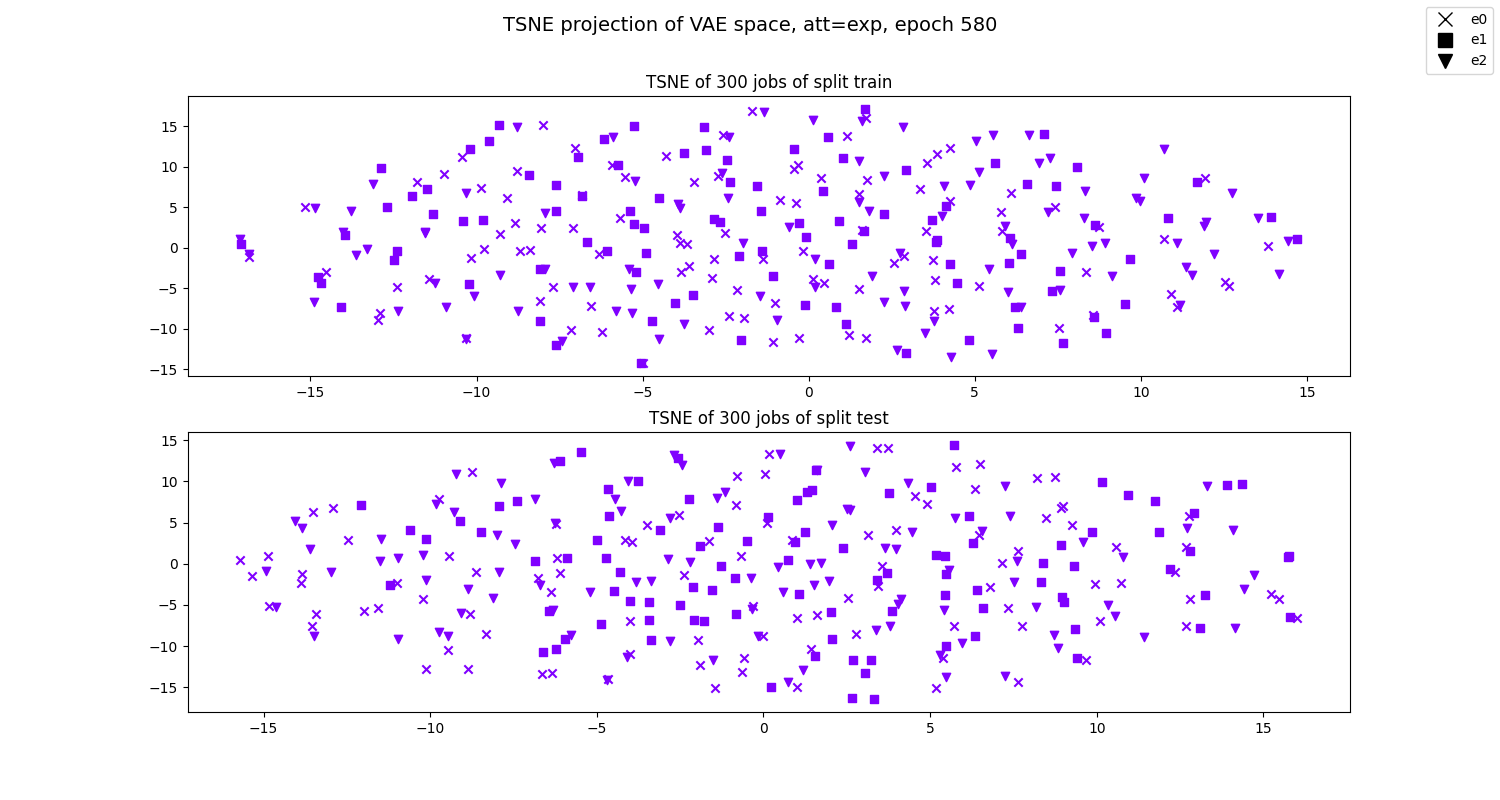 TSNE projection of VAE space, att=exp, epoch 580
e0
e1
e2
TSNE of 300 jobs of split train
15
10
5
0
−5
−10
−15
−15 −10 −5 0 5 10 15
TSNE of 300 jobs of split test
15
10
5
0
−5
−10
−15
−15 −10 −5 0 5 10 15